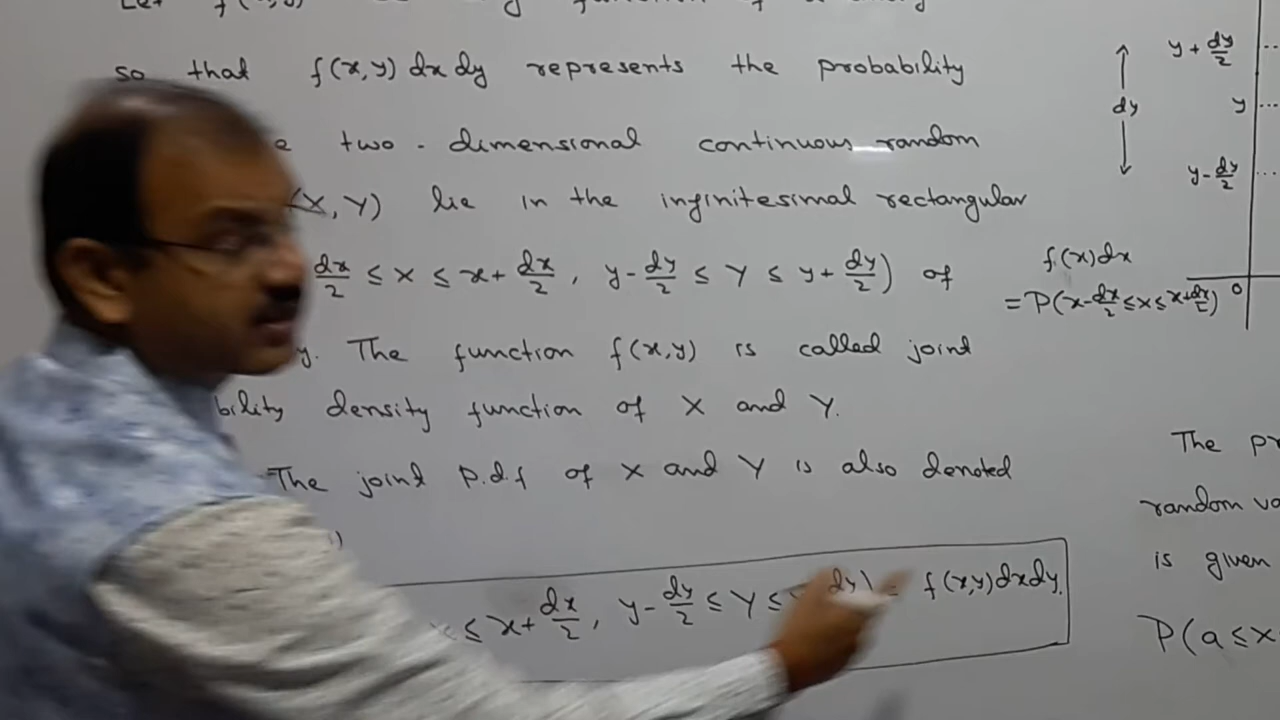 so that f(x,y) dx dy represents the probability
two-dimensional continuous random
(X, Y) lie in the infinitesimal rectangular
dx/2 ≤ X ≤ x+dx/2, y-dy/2 ≤ Y ≤ y+dy/2) of
y. The function f(x,y) is called joint
bility density function of X and Y.
The joint p.d.f of X and Y is also denoted
≤ x+dx/2, y-dy/2 ≤ Y ≤ dy) = f(x,y)dxdy.
y+dy/2
dy
y
y-dy/2
f(x)dx
=P(x-dx/2≤X≤x+dx/2)
0
The pr
random va
is given
P(a≤X